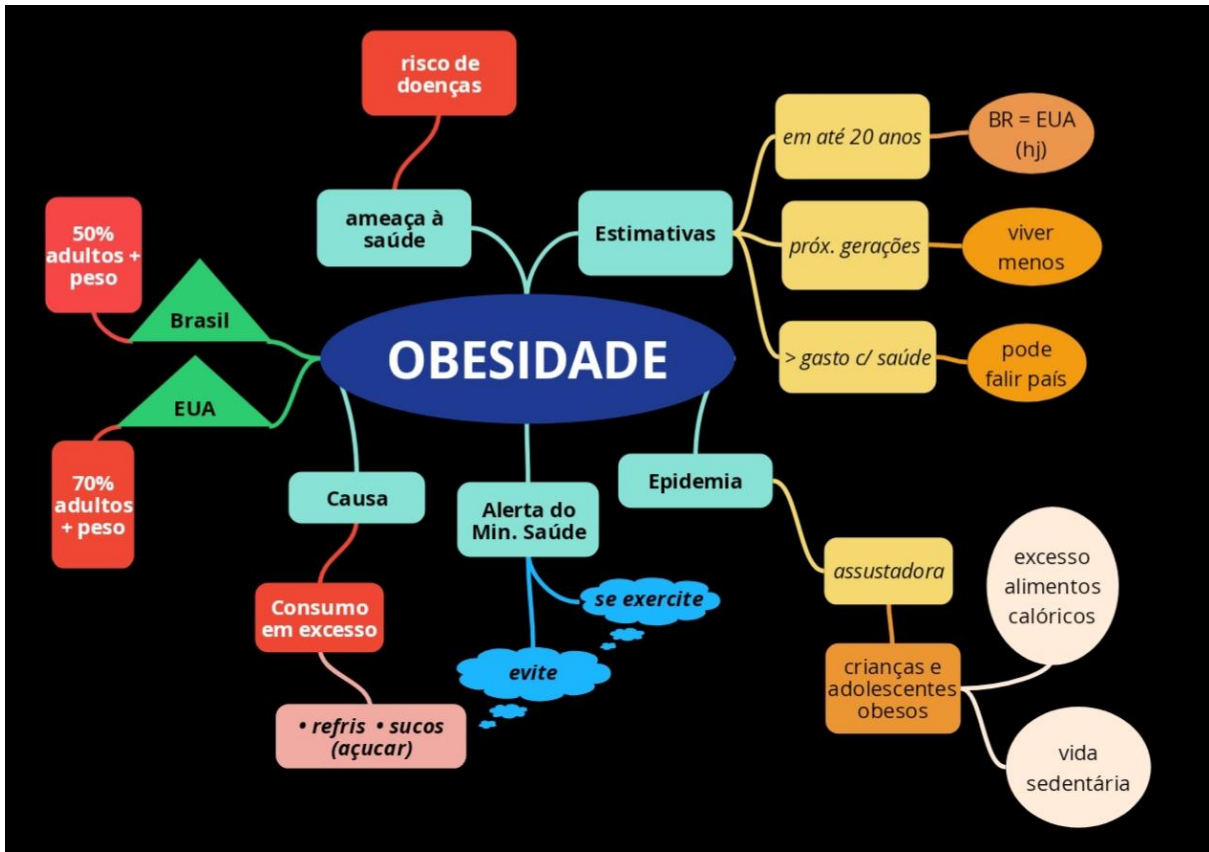 risco de
doenças
ameaça à
saúde
Estimativas
em até 20 anos
BR = EUA
(hj)
próx. gerações
viver
menos
> gasto c/ saúde
pode
falir país
50%
adultos +
peso
Brasil
EUA
70%
adultos
+ peso
OBESIDADE
Causa
Consumo
em excesso
• refris • sucos
(açucar)
Alerta do
Min. Saúde
se exercite
evite
Epidemia
assustadora
crianças e
adolescentes
obesos
excesso
alimentos
calóricos
vida
sedentária